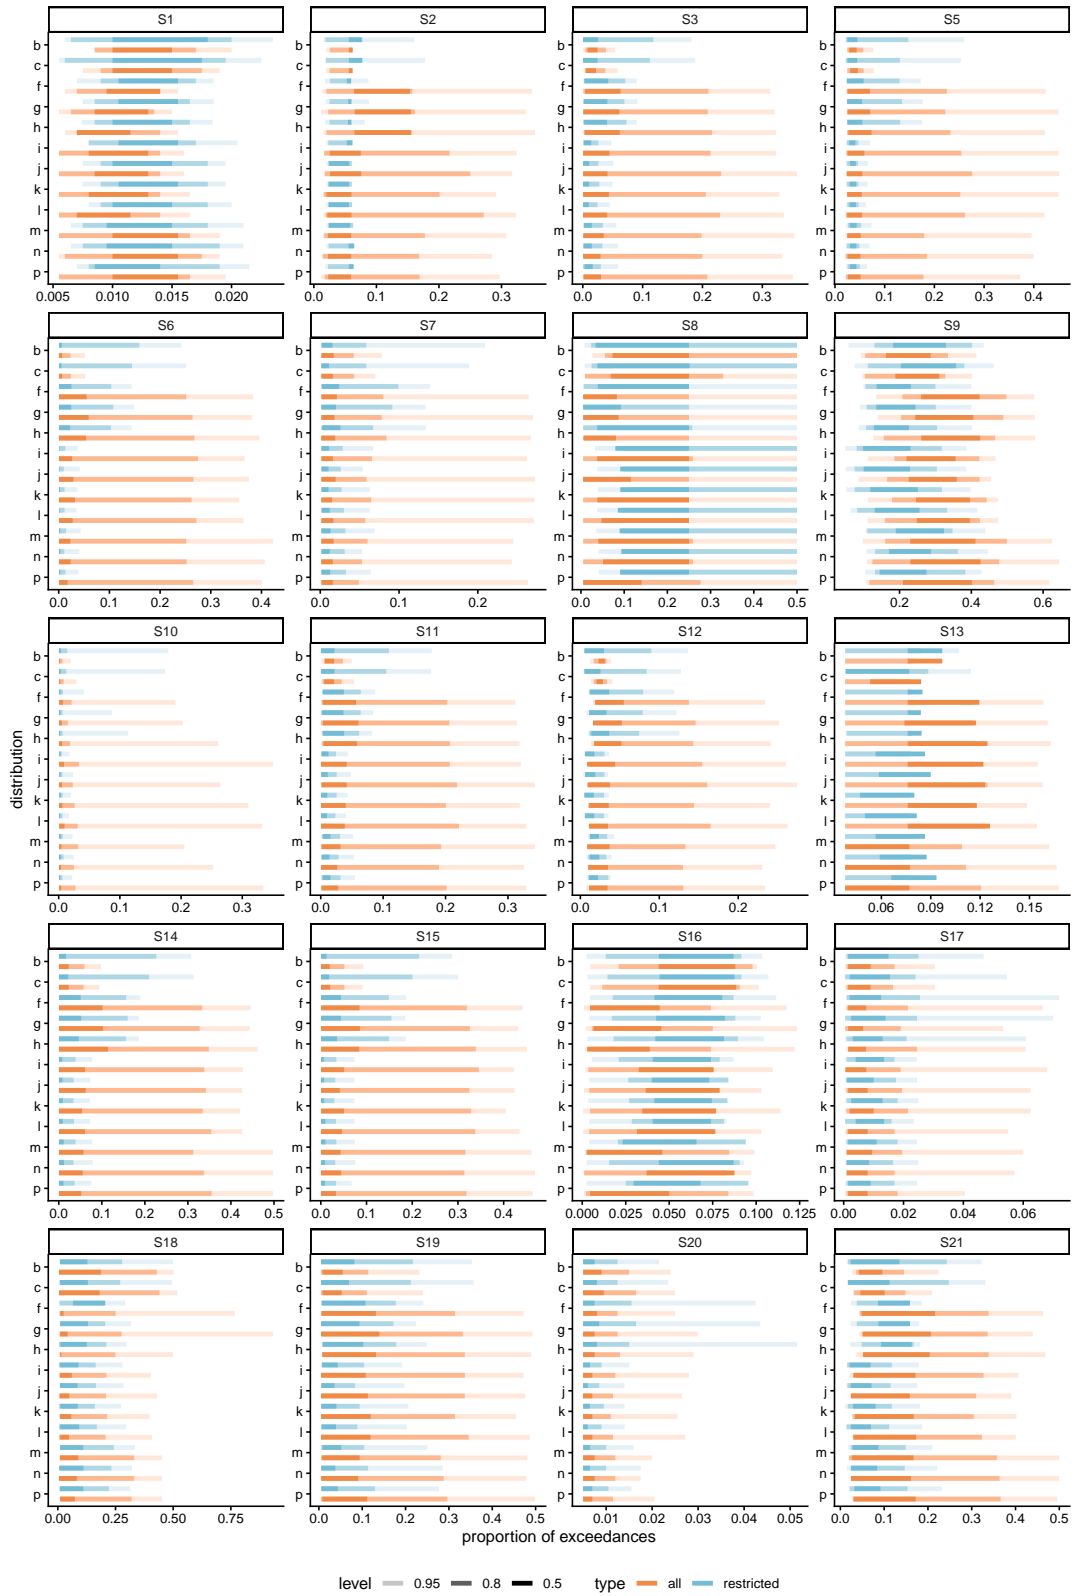 S1 S2 S3 S5
b b b b
c c c c
f f f f
g g g g
h h h h
i i i i
j j j j
k k k k
l l l l
m m m m
n n n n
p p p p
0.005 0.010 0.015 0.020 0.0 0.1 0.2 0.3 0.0 0.1 0.2 0.3 0.0 0.1 0.2 0.3 0.4
S6 S7 S8 S9
b b b b
c c c c
f f f f
g g g g
h h h h
i i i i
j j j j
k k k k
l l l l
m m m m
n n n n
p p p p
0.0 0.1 0.2 0.3 0.4 0.0 0.1 0.2 0.0 0.1 0.2 0.3 0.4 0.5 0.2 0.4 0.6
S10 S11 S12 S13
b b b b
c c c c
f f f f
g g g g
h h h h
i i i i
j j j j
k k k k
l l l l
m m m m
n n n n
p p p p
0.0 0.1 0.2 0.3 0.0 0.1 0.2 0.3 0.0 0.1 0.2 0.06 0.09 0.12 0.15
distribution
S14 S15 S16 S17
b b b b
c c c c
f f f f
g g g g
h h h h
i i i i
j j j j
k k k k
l l l l
m m m m
n n n n
p p p p
0.0 0.1 0.2 0.3 0.4 0.5 0.0 0.1 0.2 0.3 0.4 0.000 0.025 0.050 0.075 0.100 0.125 0.00 0.02 0.04 0.06
S18 S19 S20 S21
b b b b
c c c c
f f f f
g g g g
h h h h
i i i i
j j j j
k k k k
l l l l
m m m m
n n n n
p p p p
0.00 0.25 0.50 0.75 0.0 0.1 0.2 0.3 0.4 0.5 0.01 0.02 0.03 0.04 0.05 0.0 0.1 0.2 0.3 0.4 0.5
proportion of exceedances
level 0.95 0.8 0.5 type all restricted